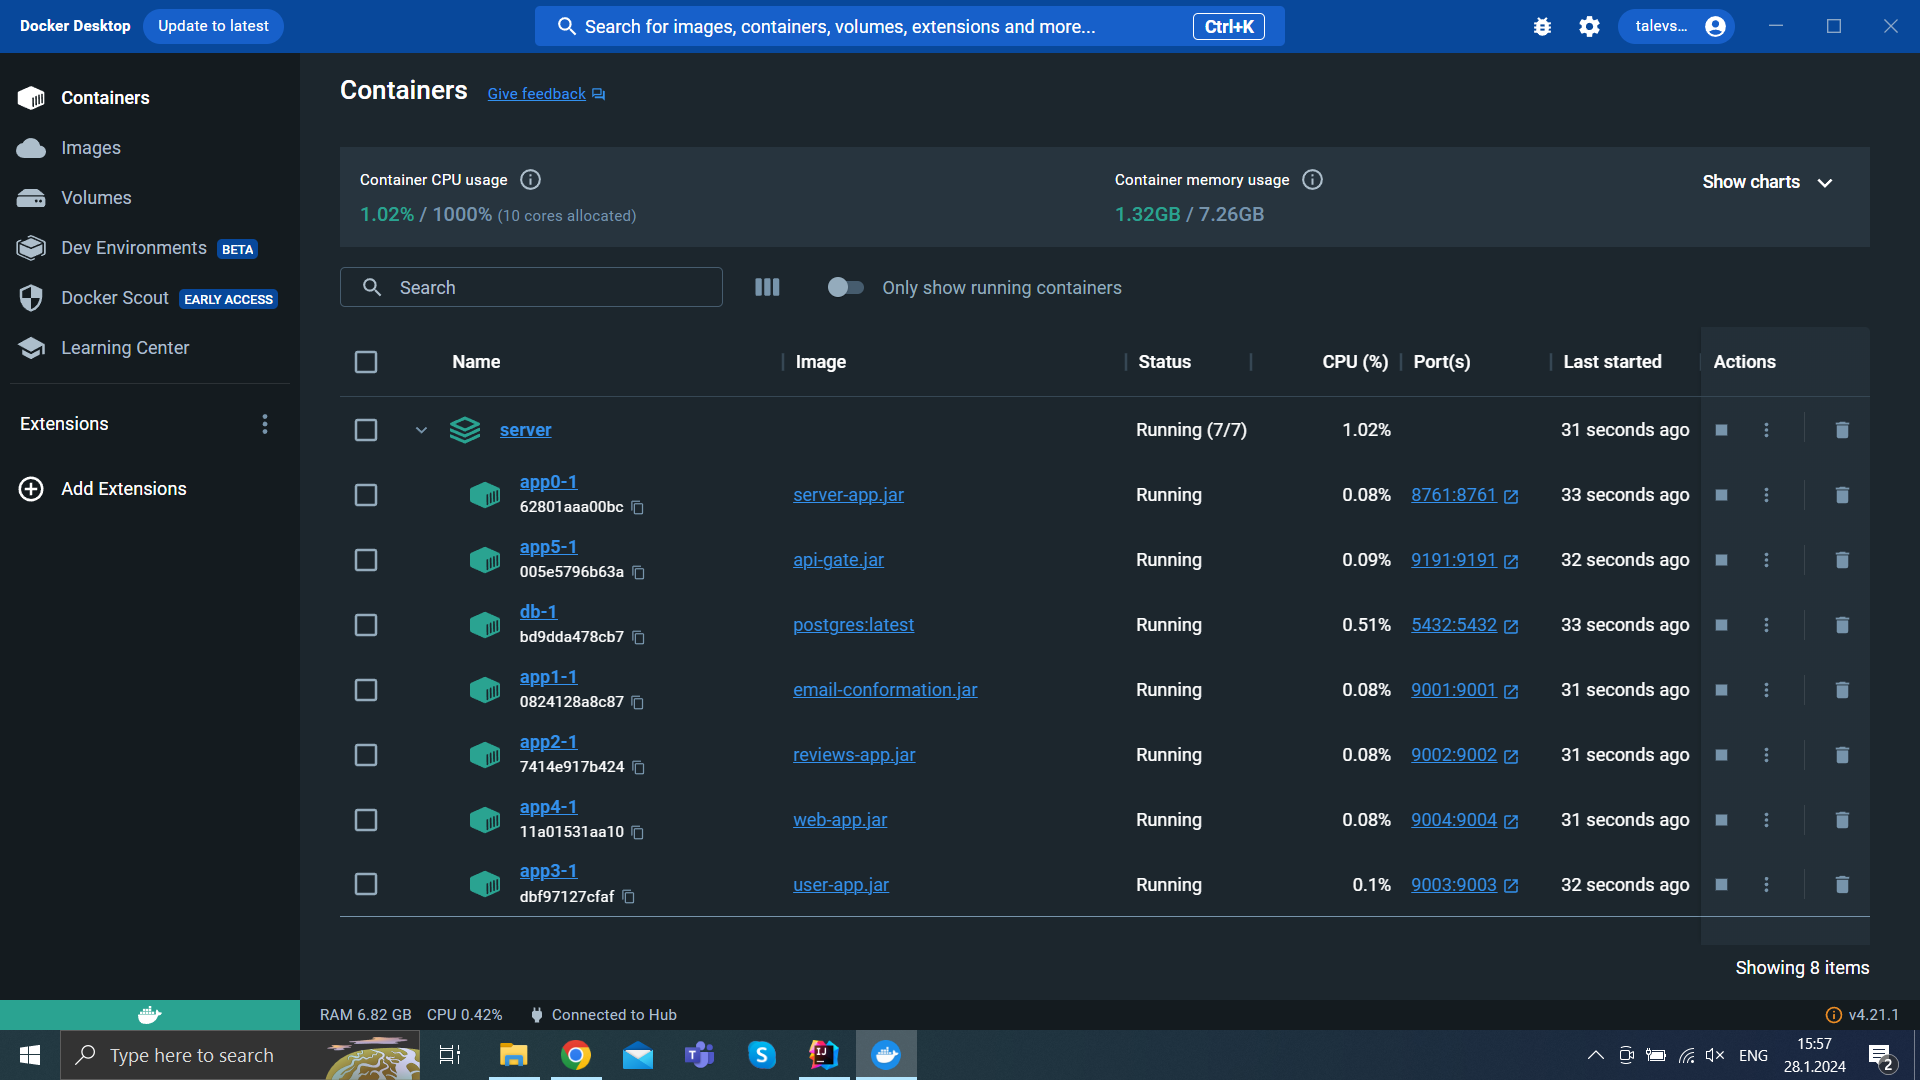 Docker Desktop Update to latest Search for images, containers, volumes, extensions and more... Ctrl+K talevs...
Containers
Images
Volumes
Dev Environments BETA
Docker Scout EARLY ACCESS
Learning Center
Extensions
Add Extensions
Containers Give feedback
Container CPU usage
1.02% / 1000% (10 cores allocated)
Container memory usage
1.32GB / 7.26GB
Show charts
Search
Only show running containers
Name Image Status CPU (%) Port(s) Last started Actions
server Running (7/7) 1.02% 31 seconds ago
app0-1
62801aaa00bc
server-app.jar Running 0.08% 8761:8761 33 seconds ago
app5-1
005e5796b63a
api-gate.jar Running 0.09% 9191:9191 32 seconds ago
db-1
bd9dda478cb7
postgres:latest Running 0.51% 5432:5432 33 seconds ago
app1-1
0824128a8c87
email-conformation.jar Running 0.08% 9001:9001 31 seconds ago
app2-1
7414e917b424
reviews-app.jar Running 0.08% 9002:9002 31 seconds ago
app4-1
11a01531aa10
web-app.jar Running 0.08% 9004:9004 31 seconds ago
app3-1
dbf97127cfaf
user-app.jar Running 0.1% 9003:9003 32 seconds ago
Showing 8 items
RAM 6.82 GB CPU 0.42% Connected to Hub v4.21.1
Type here to search
ENG
15:57
28.1.2024
2